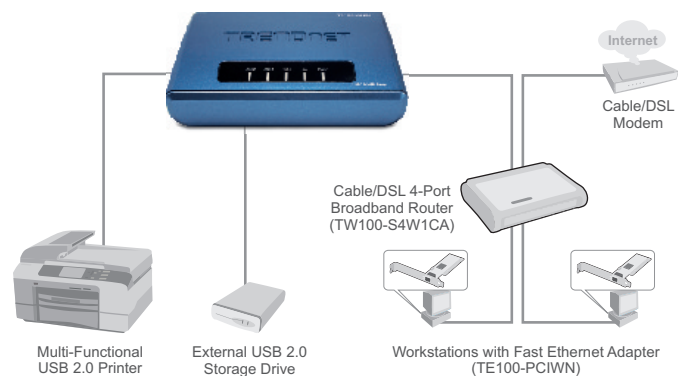 TRENDNET
Internet
Cable/DSL
Modem
Cable/DSL 4-Port
Broadband Router
(TW100-S4W1CA)
Multi-Functional
USB 2.0 Printer
External USB 2.0
Storage Drive
Workstations with Fast Ethernet Adapter
(TE100-PCIWN)